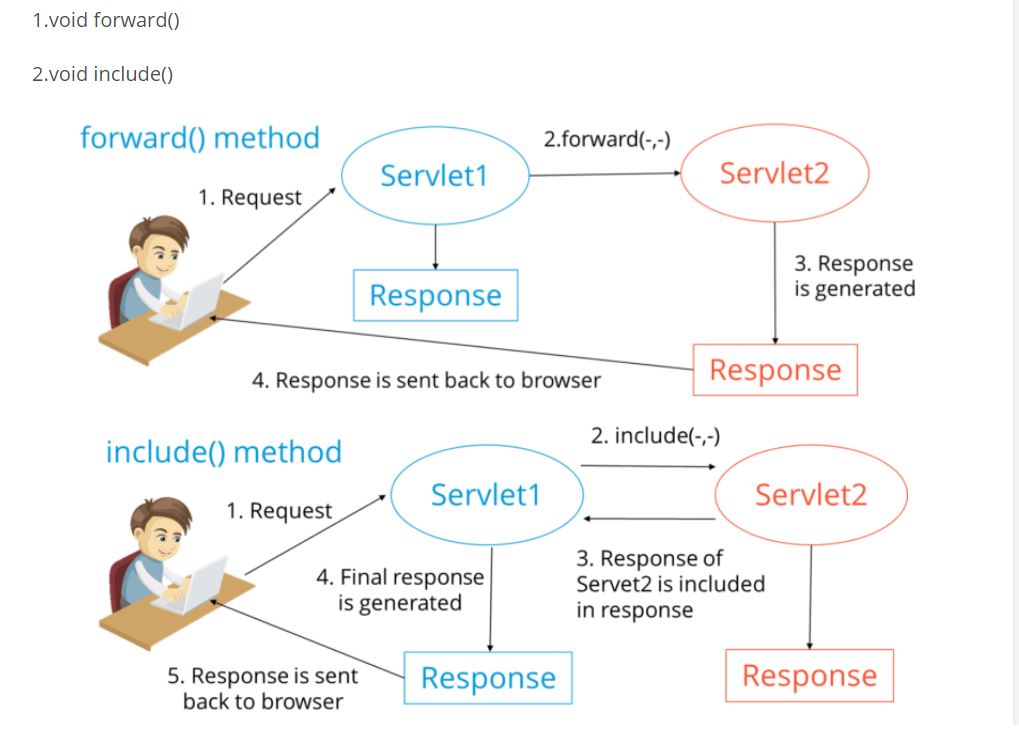 1.void forward()
2.void include()
forward() method
1. Request
Servlet1
2.forward(-,-)
Servlet2
Response
3. Response
is generated
Response
4. Response is sent back to browser
include() method
1. Request
Servlet1
2. include(-,-)
Servlet2
3. Response of
Servet2 is included
in response
4. Final response
is generated
Response
Response
5. Response is sent
back to browser